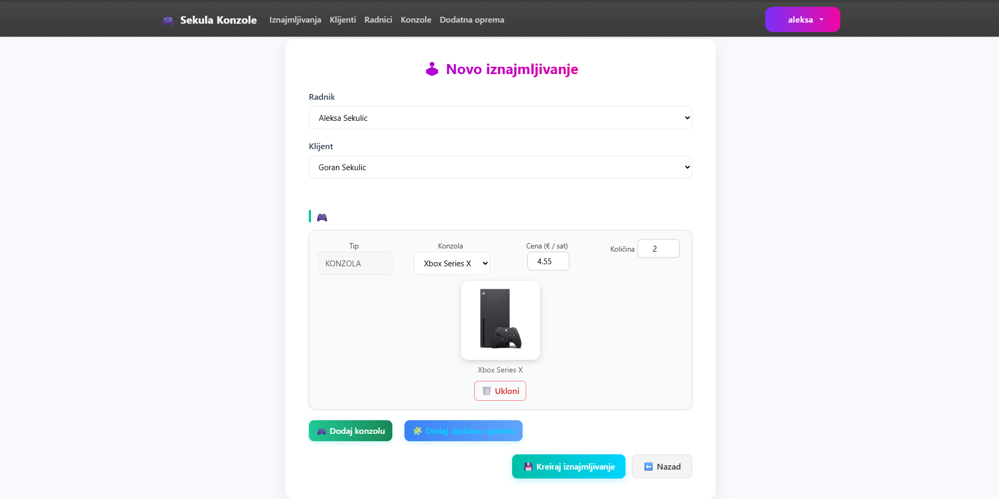 Sekula Konzole Iznajmljivanja Klijenti Radnici Konzole Dodatna oprema aleksa
Novo iznajmljivanje
Radnik
Aleksa Sekulic
Klijent
Goran Sekulic
Tip Konzola Cena (€ / sat) Količina 2
KONZOLA Xbox Series X 4.55
Xbox Series X
Ukloni
Dodaj konzolu Dodaj dodatnu opremu
Kreiraj iznajmljivanje Nazad